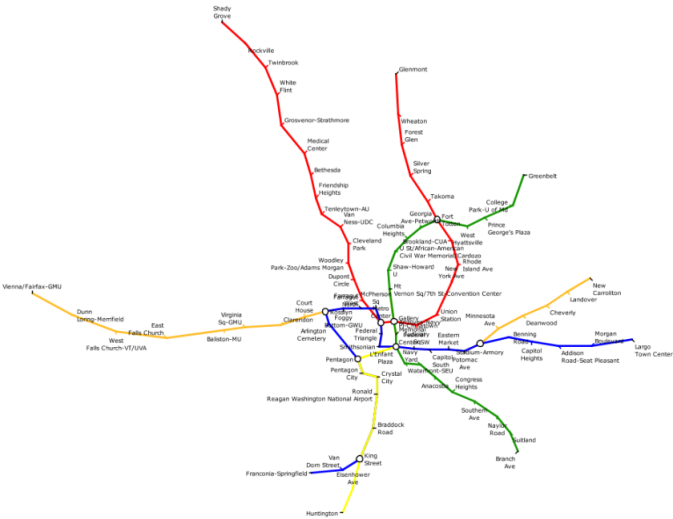 Shady
Grove
Rockville
Twinbrook
White
Flint
Glenmont
Grosvenor-Strathmore
Wheaton
Forest
Glen
Medical
Center
Silver
Spring
Bethesda
Greenbelt
Friendship
Heights
Takoma
Tenleytown-AU
College
Park-U of Md
Van
Ness-UDC
Georgia
Ave-Petworth
Fort
Totten
Prince
George's Plaza
Columbia
Heights
West
Hyattsville
Cleveland
Park
Brookland-CUA
U St/African-American
Civil War Memorial/Cardozo
Woodley
Park-Zoo/Adams Morgan
Rhode
Island Ave
Shaw-Howard
U
New
York Ave
Dupont
Circle
New
Carrollton
Vienna/Fairfax-GMU
Mt
Vernon Sq/7th St-Convention Center
McPherson
Sq
Landover
Farragut
Court
House
Clarendon
Cheverly
Virginia
Sq-GMU
Dunn
Loring-Merrifield
Metro
Center
Gallery
Union
Station
Minnesota
Ave
Deanwood
Foggy
Bottom-GWU
East
Falls Church
West
Falls Church-VT/UVA
Ballston-MU
Arlington
Cemetery
Federal
Triangle
Smithsonian
L'Enfant
Plaza
Eastern
Market
Capitol
South
Navy
Yard
Potomac
Ave
Stadium-Armory
Benning
Road
Capitol
Heights
Addison
Road-Seat Pleasant
Morgan
Boulevard
Largo
Town Center
Pentagon
Pentagon
City
Crystal
City
Waterfront-SEU
Anacostia
Congress
Heights
Ronald
Reagan Washington National Airport
Southern
Ave
Naylor
Road
Suitland
Branch
Ave
Braddock
Road
King
Street
Van
Dorn Street
Franconia-Springfield
Eisenhower
Ave
Huntington